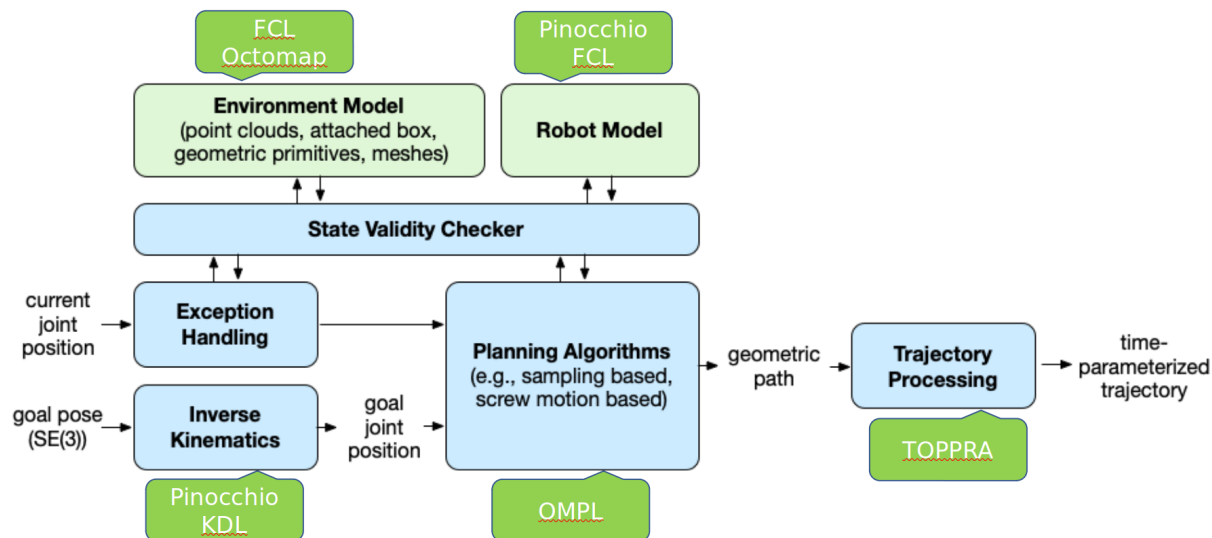 FCL
Octomap
Pinocchio
FCL
Environment Model
(point clouds, attached box,
geometric primitives, meshes)
Robot Model
State Validity Checker
current
joint
position
Exception
Handling
Planning Algorithms
(e.g., sampling based,
screw motion based)
geometric
path
Trajectory
Processing
time-
parameterized
trajectory
goal pose
(SE(3))
Inverse
Kinematics
goal
joint
position
TOPPRA
Pinocchio
KDL
OMPL